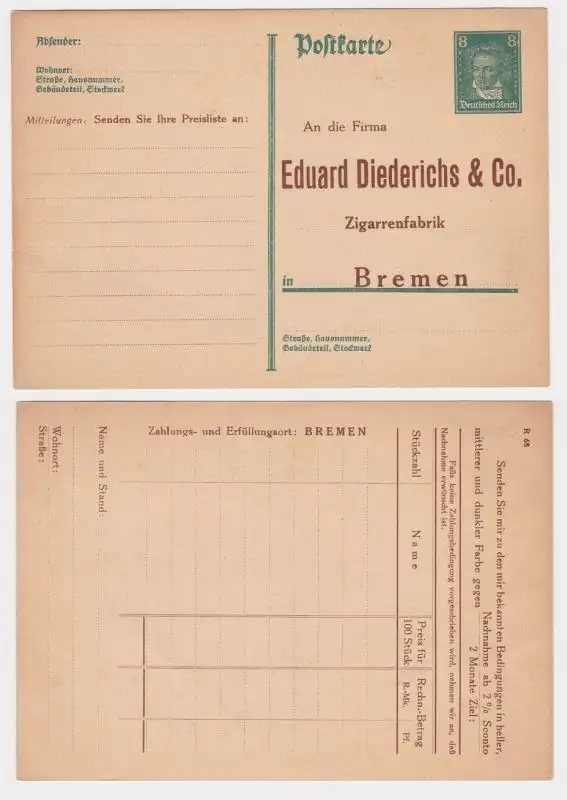 Absender:
Wohnort:
Straße, Hausnummer,
Gebäudeteil, Stockwerk
Mitteilungen: Senden Sie Ihre Preisliste an:
Postkarte
8 8
Deutsches Reich
An die Firma
Eduard Diederichs & Co.
Zigarrenfabrik
in Bremen
Straße, Hausnummer,
Gebäudeteil, Stockwerk
R 68
Senden Sie mir zu den mir bekannten Bedingungen in heller,
mittlerer und dunkler Farbe gegen Nachnahme ab 2% Sconto
2 Monate Ziel:
Falls keine Zahlungsbedingung vorgeschrieben wird, nehmen wir an, daß
Nachnahme erwünscht ist.
Stückzahl
Name
Preis für
100 Stück
Rechn.-Betrag
R.-Mk. Pf.
Zahlungs- und Erfüllungsort: BREMEN
Name und Stand:
Wohnort:
Straße: